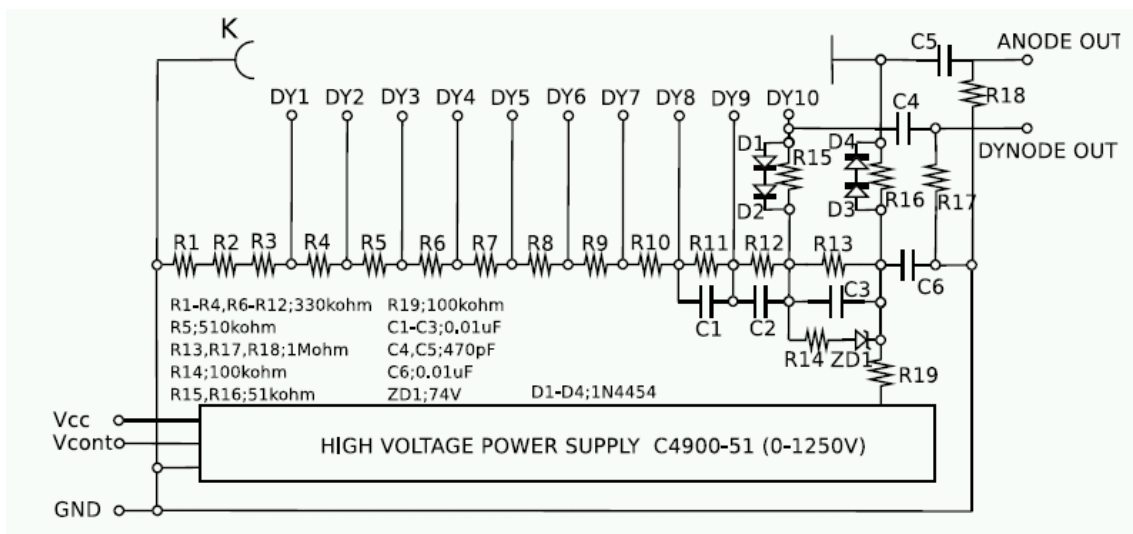 K
C5
ANODE OUT
R18
DY1 DY2 DY3 DY4 DY5 DY6 DY7 DY8 DY9 DY10
C4
DYNODE OUT
D1
R15
D4
D2
D3
R16
R17
R1 R2 R3 R4 R5 R6 R7 R8 R9 R10 R11 R12 R13
C6
C1
C2
C3
R14
ZD1
R19
R1-R4,R6-R12;330kohm
R5;510kohm
R13,R17,R18;1Mohm
R14;100kohm
R15,R16;51kohm
R19;100kohm
C1-C3;0.01uF
C4,C5;470pF
C6;0.01uF
ZD1;74V
D1-D4;1N4454
Vcc
Vcont
HIGH VOLTAGE POWER SUPPLY C4900-51 (0-1250V)
GND